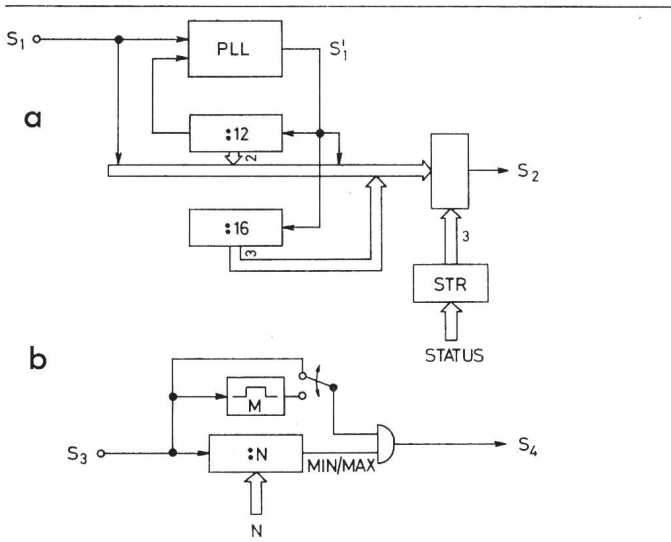 S₁
PLL
S₁'
a
:12
2
S₂
:16
3
3
STR
STATUS
b
M
S₃
:N
MIN/MAX
S₄
N